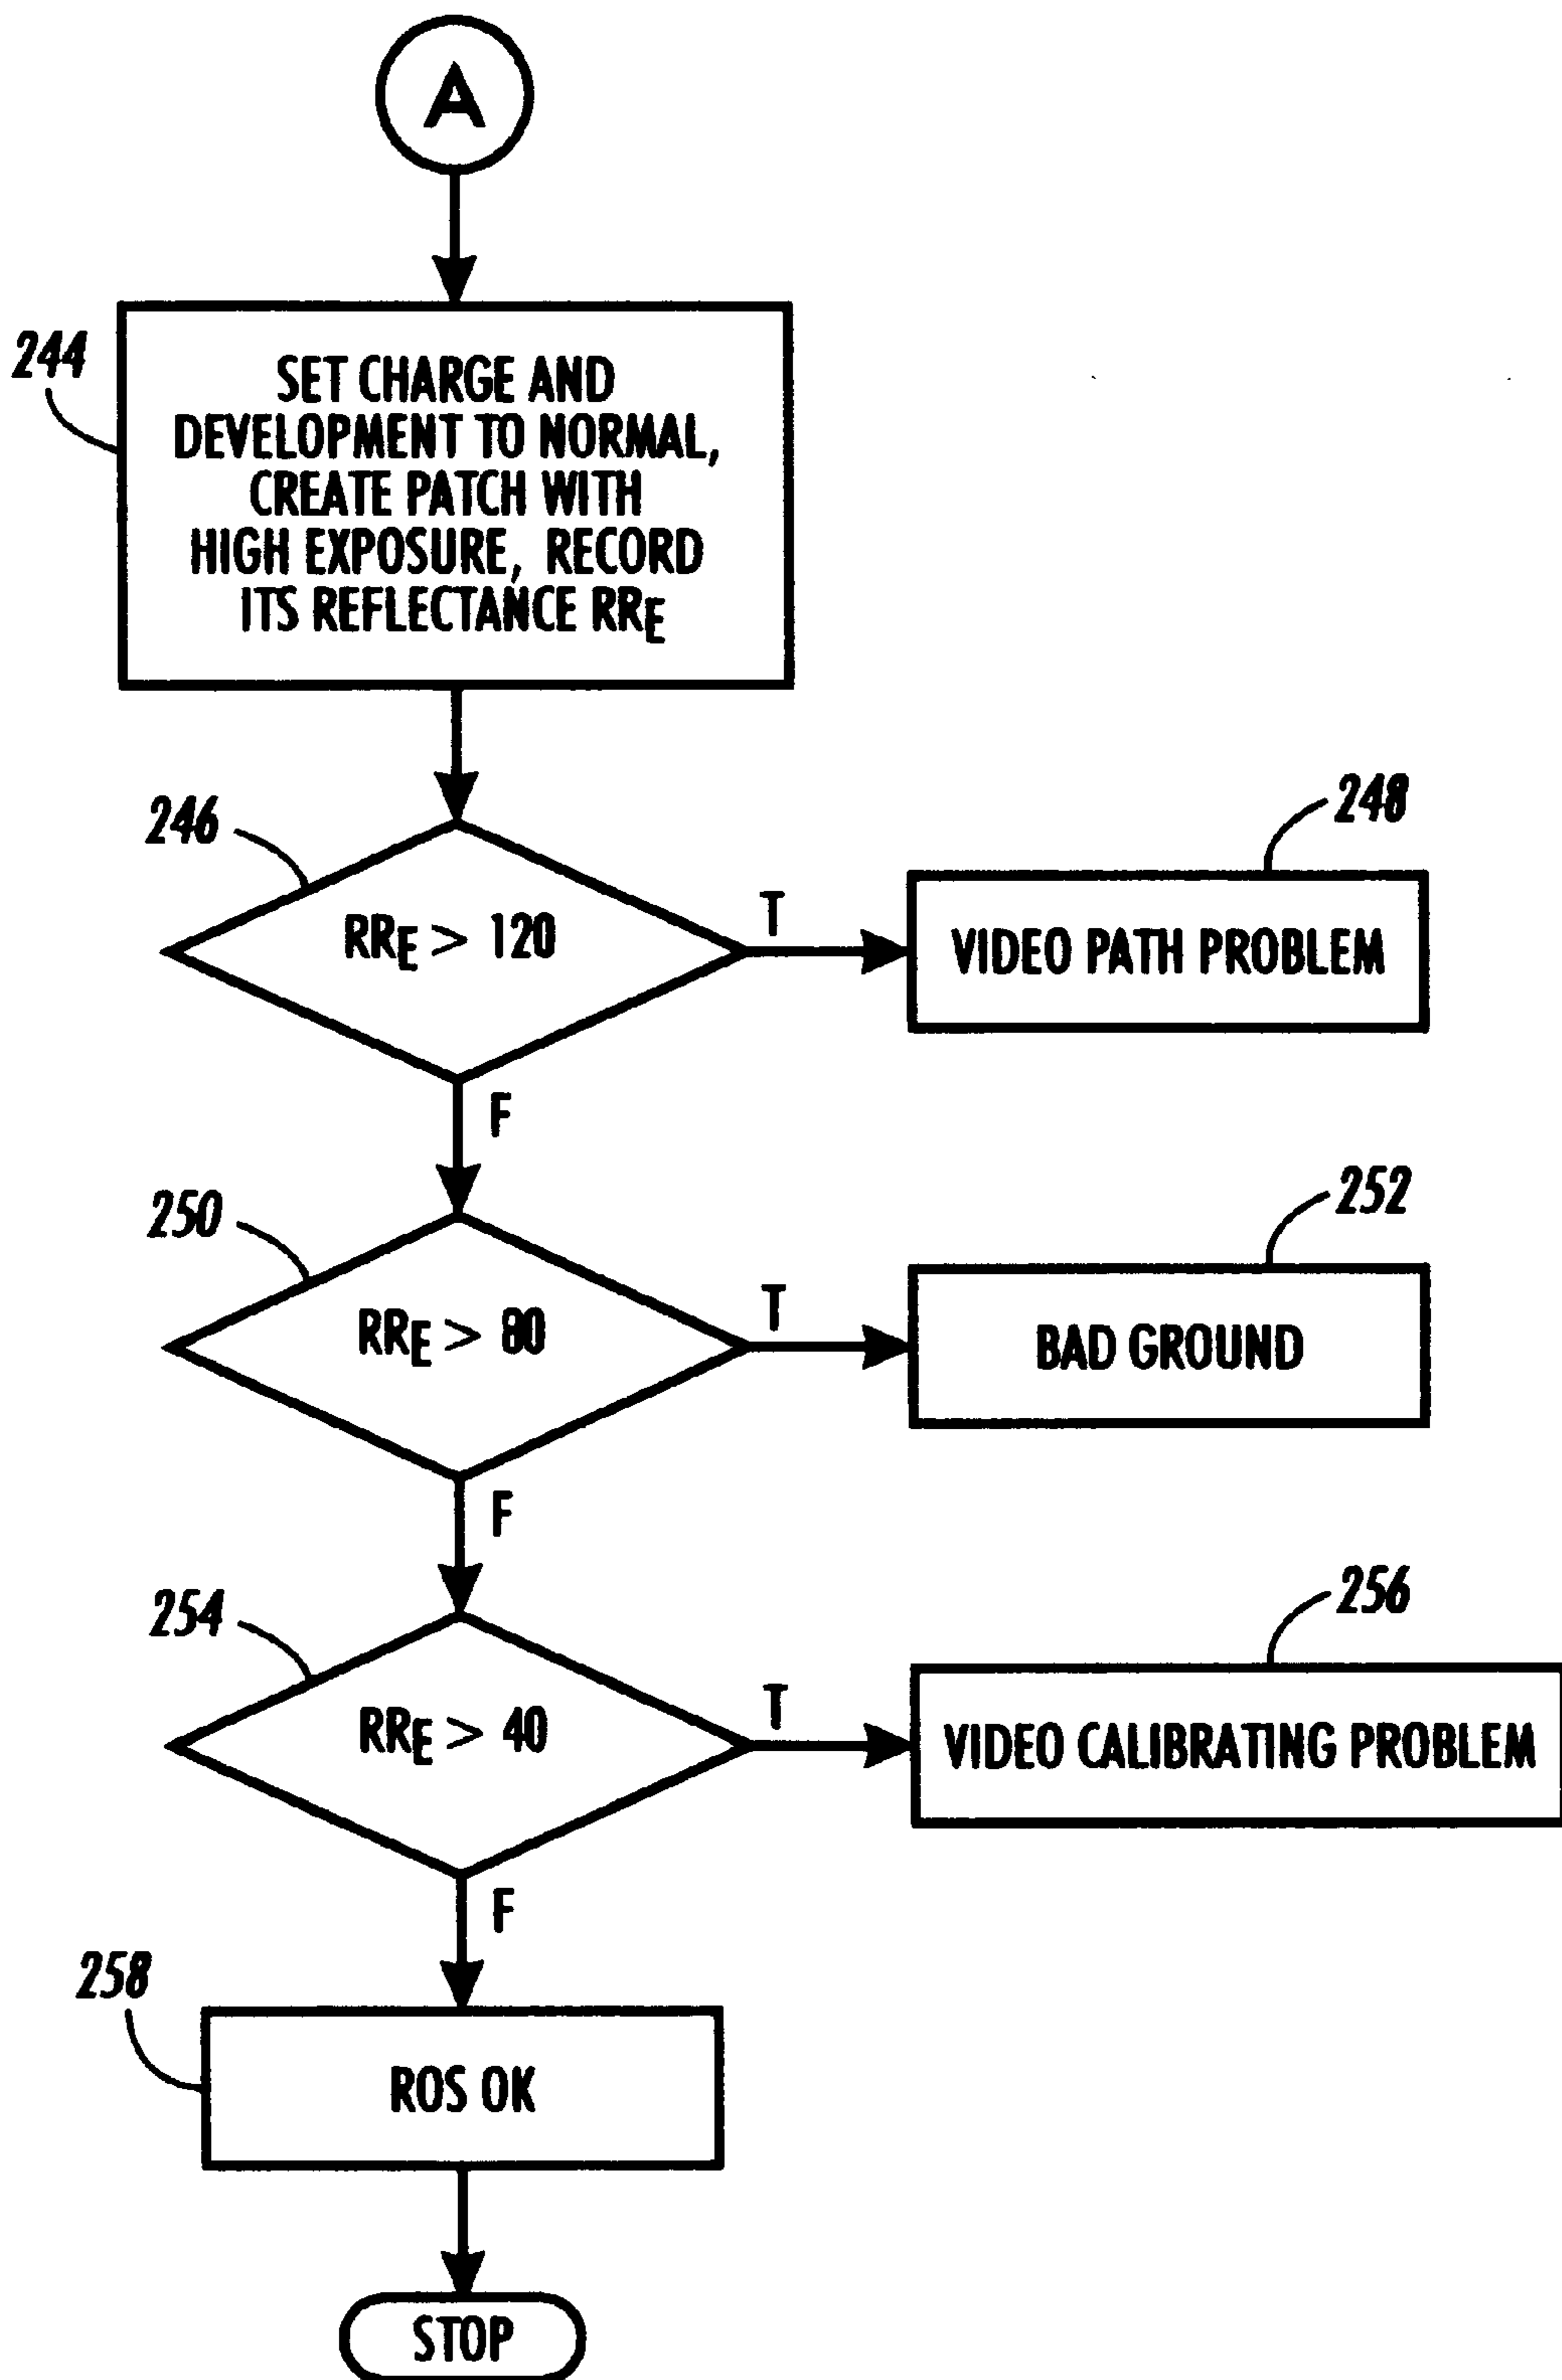 A
244
SET CHARGE AND
DEVELOPMENT TO NORMAL,
CREATE PATCH WITH
HIGH EXPOSURE, RECORD
ITS REFLECTANCE RRE
246
RRE > 120
T
248
VIDEO PATH PROBLEM
F
250
RRE > 80
T
252
BAD GROUND
F
254
RRE > 40
T
256
VIDEO CALIBRATING PROBLEM
F
258
ROS OK
STOP